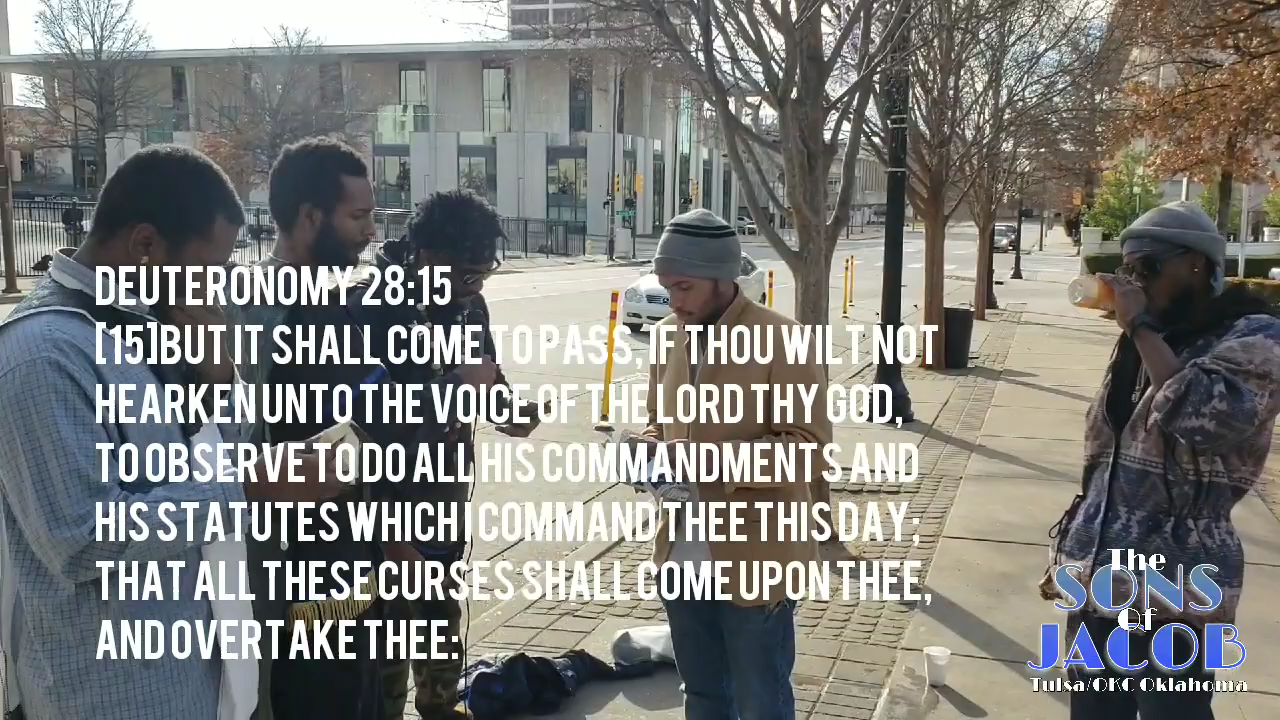 DEUTERONOMY 28:15
[15]BUT IT SHALL COME TO PASS, IF THOU WILT NOT
HEARKEN UNTO THE VOICE OF THE LORD THY GOD,
TO OBSERVE TO DO ALL HIS COMMANDMENTS AND
HIS STATUTES WHICH I COMMAND THEE THIS DAY;
THAT ALL THESE CURSES SHALL COME UPON THEE,
AND OVERTAKE THEE:
The
SONS
Of
JACOB
Tulsa/OKC Oklahoma